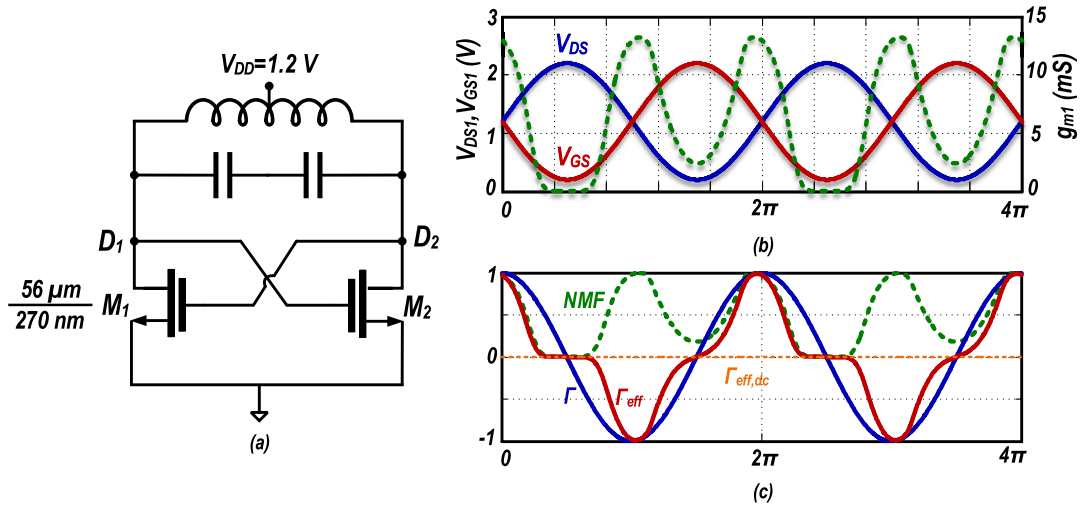 V_DD=1.2 V
D₁
D₂
56 μm
270 nm
M₁
M₂
(a)
V_DS1, V_GS1 (V)
3
2
1
0
V_DS
V_GS
15
10
5
0
g_m1 (mS)
0
2π
4π
(b)
1
0
-1
NMF
Γ
Γ_eff
Γ_eff,dc
0
2π
4π
(c)